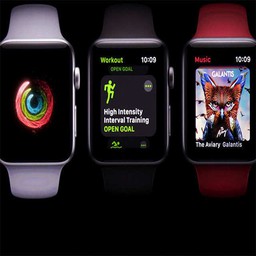 Workout
10:09
OPEN GOAL
High Intensity
Interval Training
OPEN GOAL
Music
10:09
GALANTIS
The Aviary Galantis